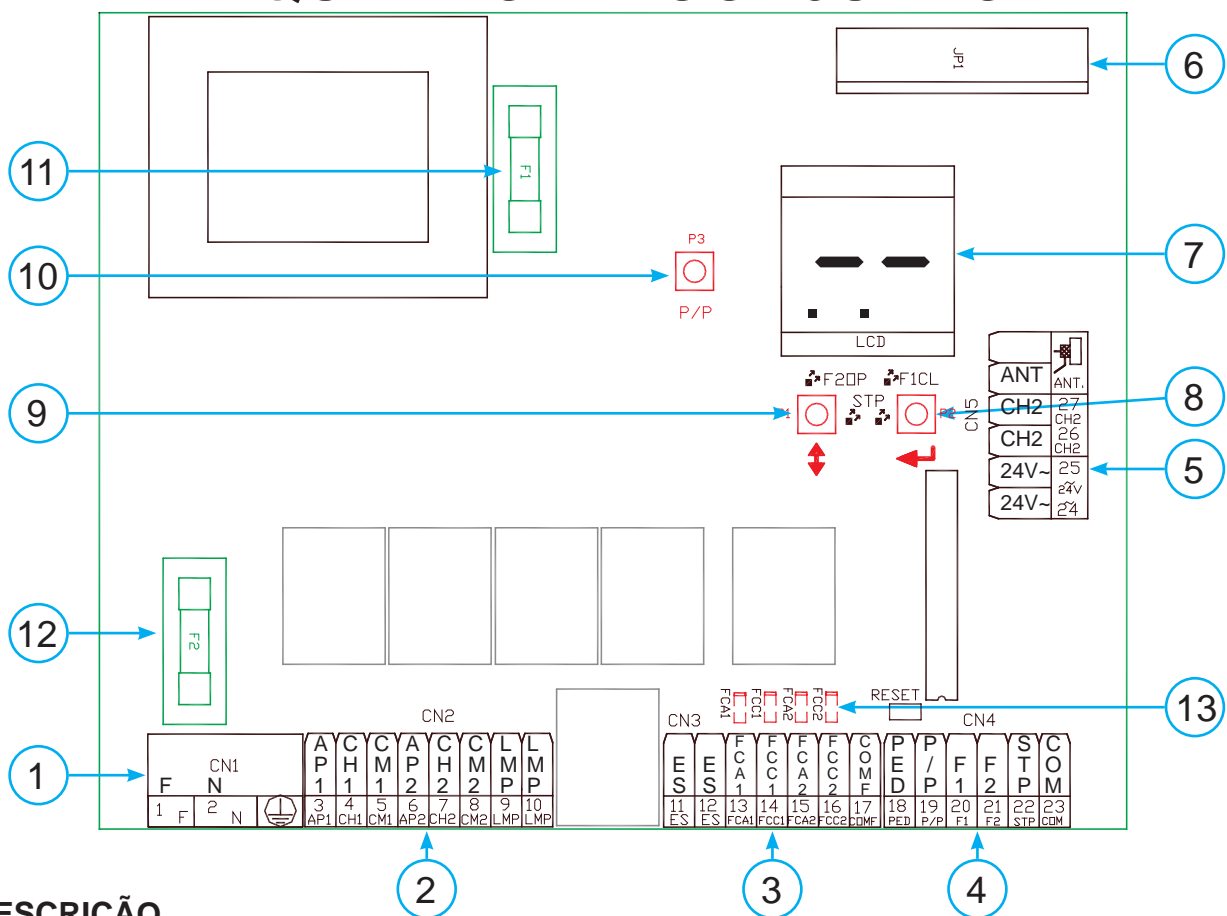 JP1
6
11
F1
P3
10
7
P/P
LCD
F2OP
F1CL
STP
9
8
CN5
ANT
ANT.
CH2
27
CH2
CH2
26
CH2
24V~
25
24V
24V~
24
5
12
F2
FCA1
FCC1
FCA2
FCC2
RESET
13
CN1
CN2
CN3
CN4
1
F N
AP1 CH1 CM1 AP2 CH2 CM2 LMP LMP
ES ES FCA1 FCC1 FCA2 FCC2 COMF
PED P/P F1 F2 STP COM
1 F 2 N
3 4 5 6 7 8 9 10
AP1 CH1 CM1 AP2 CH2 CM2 LMP LMP
11 12 13 14 15 16 17
ES ES FCA1 FCC1 FCA2 FCC2 COMF
18 19 20 21 22 23
PED P/P F1 F2 STP COM
2
3
4
ESCRIÇÃO